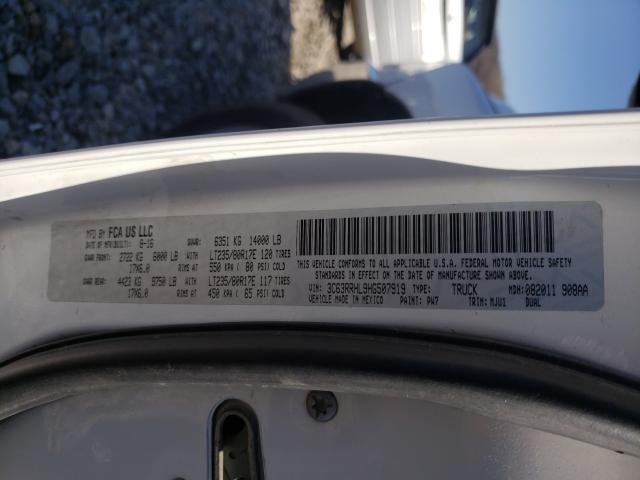 MFD BY FCA US LLC
DATE OF MFR(BUILT): 8-16 GVWR: 6351 KG 14000 LB
GAWR FRONT: 2722 KG 6000 LB WITH LT235/80R17E 120 TIRES
17X6.0 RIMS AT 550 KPA ( 80 PSI) COLD
GAWR REAR: 4423 KG 9750 LB WITH LT235/80R17E 117 TIRES
17X6.0 RIMS AT 450 KPA ( 65 PSI) COLD
THIS VEHICLE CONFORMS TO ALL APPLICABLE U.S.A. FEDERAL MOTOR VEHICLE SAFETY
STANDARDS IN EFFECT ON THE DATE OF MANUFACTURE SHOWN ABOVE.
VIN: 3C63RRHL9HG507919 TYPE: TRUCK MDH: 082011 908AA
VEHICLE MADE IN MEXICO PAINT: PW7 TRIM: MJU1 DUAL